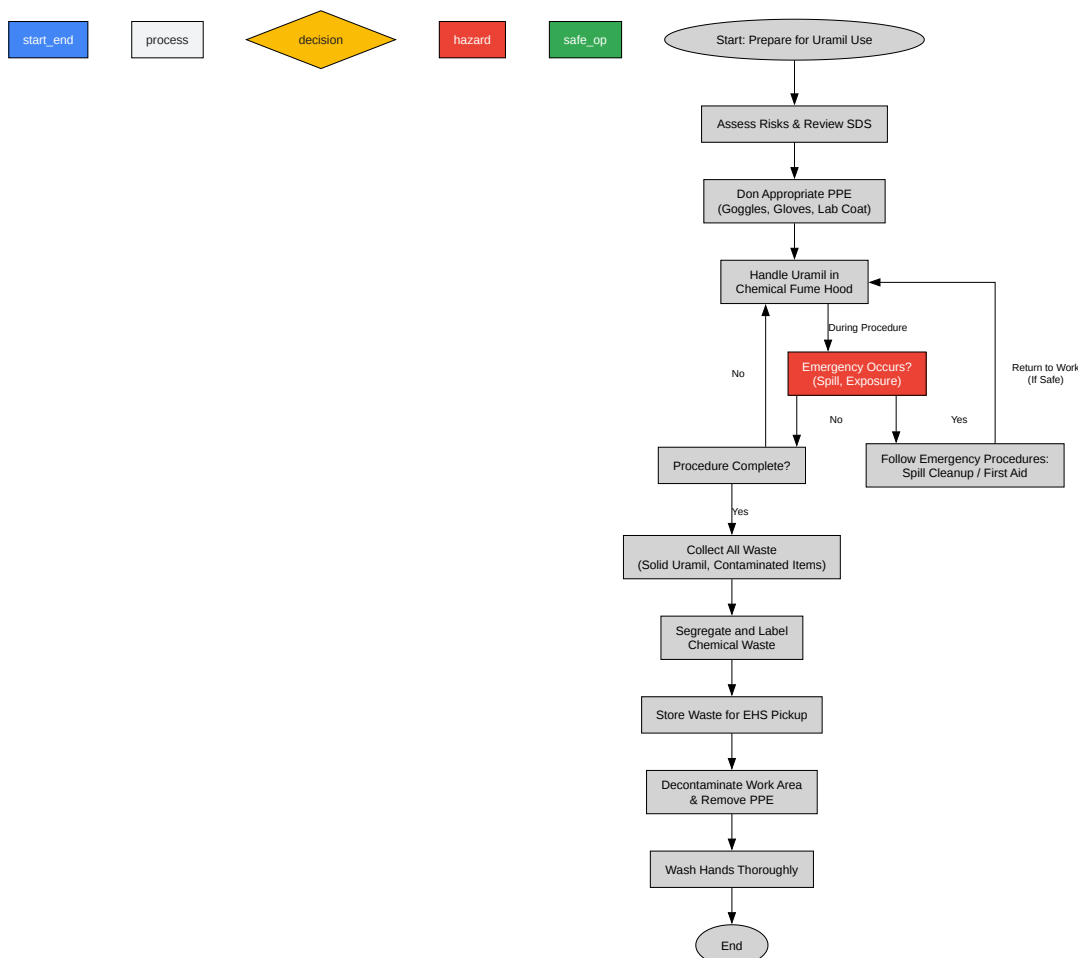 start_end
process
decision
hazard
safe_op
Start: Prepare for Uramil Use
Assess Risks & Review SDS
Don Appropriate PPE
(Goggles, Gloves, Lab Coat)
Handle Uramil in
Chemical Fume Hood
During Procedure
Emergency Occurs?
(Spill, Exposure)
No
Return to Work
(If Safe)
No
Yes
Procedure Complete?
Follow Emergency Procedures:
Spill Cleanup / First Aid
Yes
Collect All Waste
(Solid Uramil, Contaminated Items)
Segregate and Label
Chemical Waste
Store Waste for EHS Pickup
Decontaminate Work Area
& Remove PPE
Wash Hands Thoroughly
End